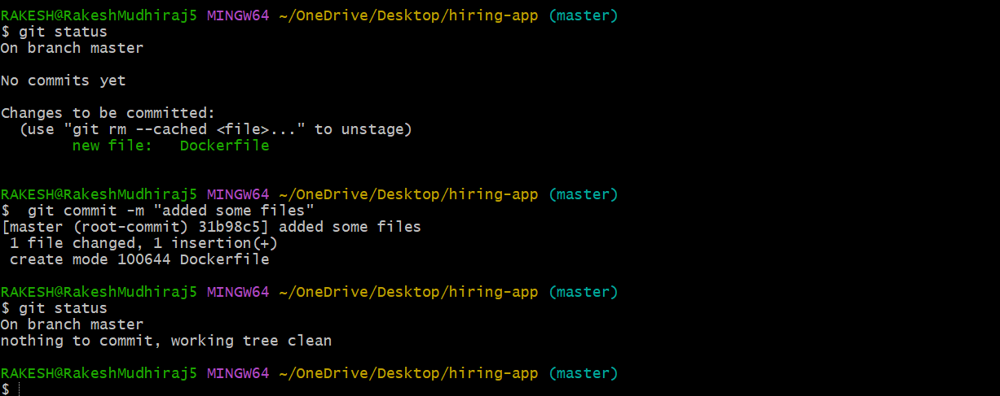 RAKESH@RakeshMudhiraj5 MINGW64 ~/OneDrive/Desktop/hiring-app (master)
$ git status
On branch master

No commits yet

Changes to be committed:
  (use "git rm --cached <file>..." to unstage)
        new file:   Dockerfile


RAKESH@RakeshMudhiraj5 MINGW64 ~/OneDrive/Desktop/hiring-app (master)
$  git commit -m "added some files"
[master (root-commit) 31b98c5] added some files
 1 file changed, 1 insertion(+)
 create mode 100644 Dockerfile

RAKESH@RakeshMudhiraj5 MINGW64 ~/OneDrive/Desktop/hiring-app (master)
$ git status
On branch master
nothing to commit, working tree clean

RAKESH@RakeshMudhiraj5 MINGW64 ~/OneDrive/Desktop/hiring-app (master)
$